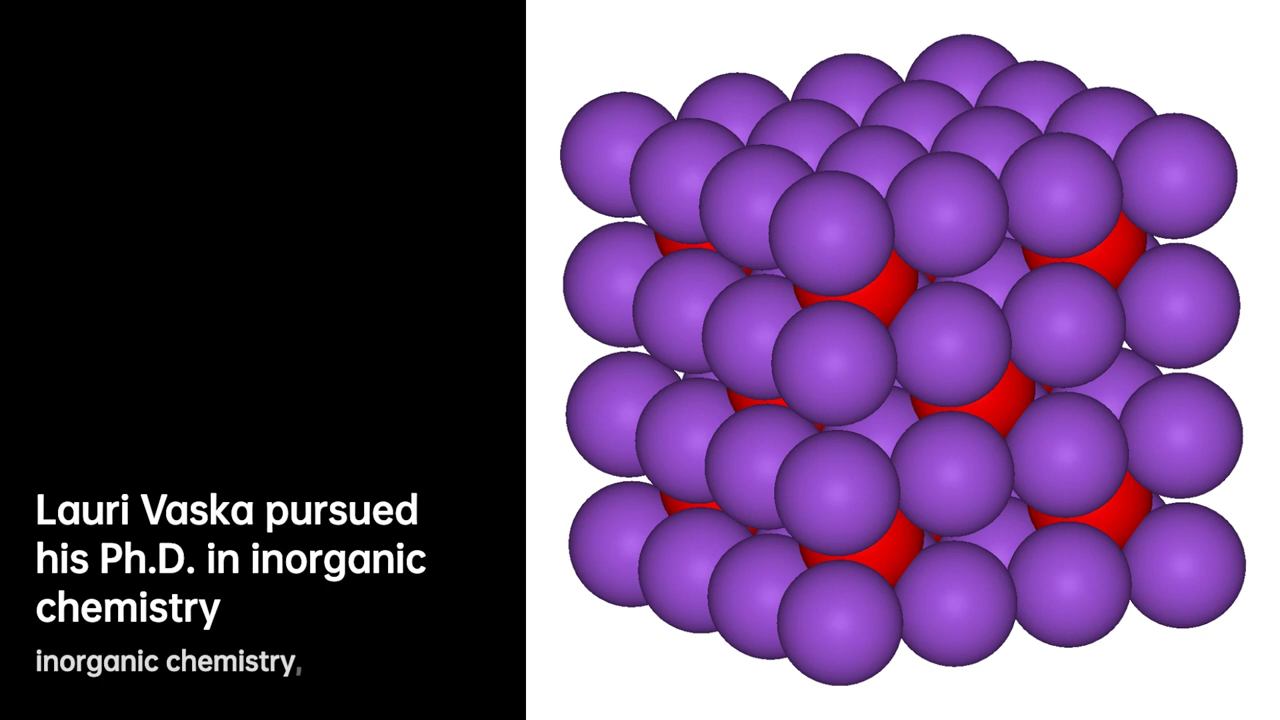 Lauri Vaska pursued
his Ph.D. in inorganic
chemistry
inorganic chemistry,